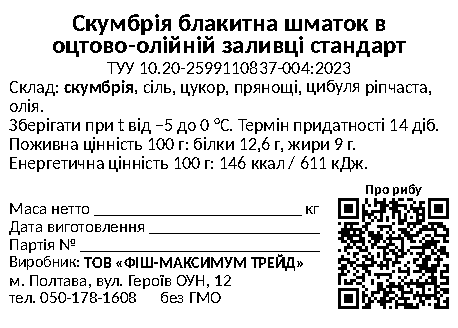 Скумбрія блакитна шматок в
оцтово-олійній заливці стандарт
ТУУ 10.20-2599110837-004:2023
Склад: скумбрія, сіль, цукор, прянощі, цибуля ріпчаста,
олія.
Зберігати при t від –5 до 0 °С. Термін придатності 14 діб.
Поживна цінність 100 г: білки 12,6 г, жири 9 г.
Енергетична цінність 100 г: 146 ккал / 611 кДж.
Про рибу
Маса нетто ____________________ кг
Дата виготовлення ____________________
Партія № ____________________
Виробник: ТОВ «ФІШ-МАКСИМУМ ТРЕЙД»
м. Полтава, вул. Героїв ОУН, 12
тел. 050-178-1608 без ГМО